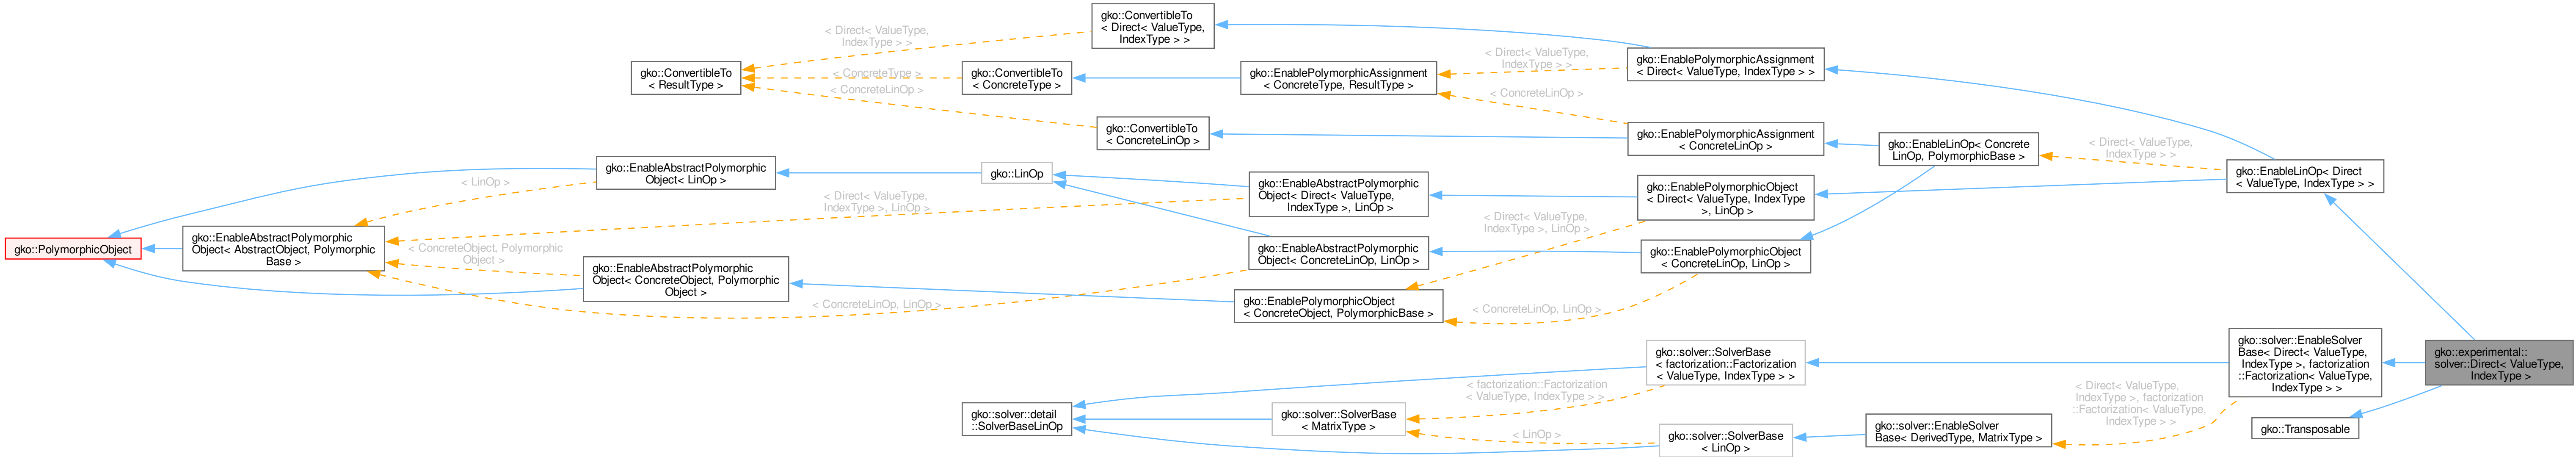 gko::ConvertibleTo
< Direct< ValueType,
IndexType > >
< Direct< ValueType,
IndexType > >
gko::ConvertibleTo
< ResultType >
< ConcreteType >
gko::ConvertibleTo
< ConcreteType >
gko::EnablePolymorphicAssignment
< ConcreteType, ResultType >
< Direct< ValueType,
IndexType > >
gko::EnablePolymorphicAssignment
< Direct< ValueType, IndexType > >
< ConcreteLinOp >
< ConcreteLinOp >
gko::ConvertibleTo
< ConcreteLinOp >
gko::EnablePolymorphicAssignment
< ConcreteLinOp >
gko::EnableLinOp< Concrete
LinOp, PolymorphicBase >
< Direct< ValueType,
IndexType > >
gko::EnableLinOp< Direct
< ValueType, IndexType > >
gko::EnableAbstractPolymorphic
Object< LinOp >
gko::LinOp
< LinOp >
gko::EnableAbstractPolymorphic
Object< Direct< ValueType,
IndexType >, LinOp >
gko::EnablePolymorphicObject
< Direct< ValueType, IndexType
>, LinOp >
< Direct< ValueType,
IndexType >, LinOp >
< Direct< ValueType,
IndexType >, LinOp >
gko::PolymorphicObject
gko::EnableAbstractPolymorphic
Object< AbstractObject, Polymorphic
Base >
< ConcreteObject, Polymorphic
Object >
gko::EnableAbstractPolymorphic
Object< ConcreteLinOp, LinOp >
gko::EnablePolymorphicObject
< ConcreteLinOp, LinOp >
gko::EnableAbstractPolymorphic
Object< ConcreteObject, Polymorphic
Object >
< ConcreteLinOp, LinOp >
gko::EnablePolymorphicObject
< ConcreteObject, PolymorphicBase >
< ConcreteLinOp, LinOp >
gko::solver::SolverBase
< factorization::Factorization
< ValueType, IndexType > >
gko::solver::EnableSolver
Base< Direct< ValueType,
IndexType >, factorization
::Factorization< ValueType,
IndexType > >
gko::experimental::
solver::Direct< ValueType,
IndexType >
< factorization::Factorization
< ValueType, IndexType > >
< Direct< ValueType,
IndexType >, factorization
::Factorization< ValueType,
IndexType > >
gko::solver::detail
::SolverBaseLinOp
gko::solver::SolverBase
< MatrixType >
< LinOp >
gko::solver::SolverBase
< LinOp >
gko::solver::EnableSolver
Base< DerivedType, MatrixType >
gko::Transposable